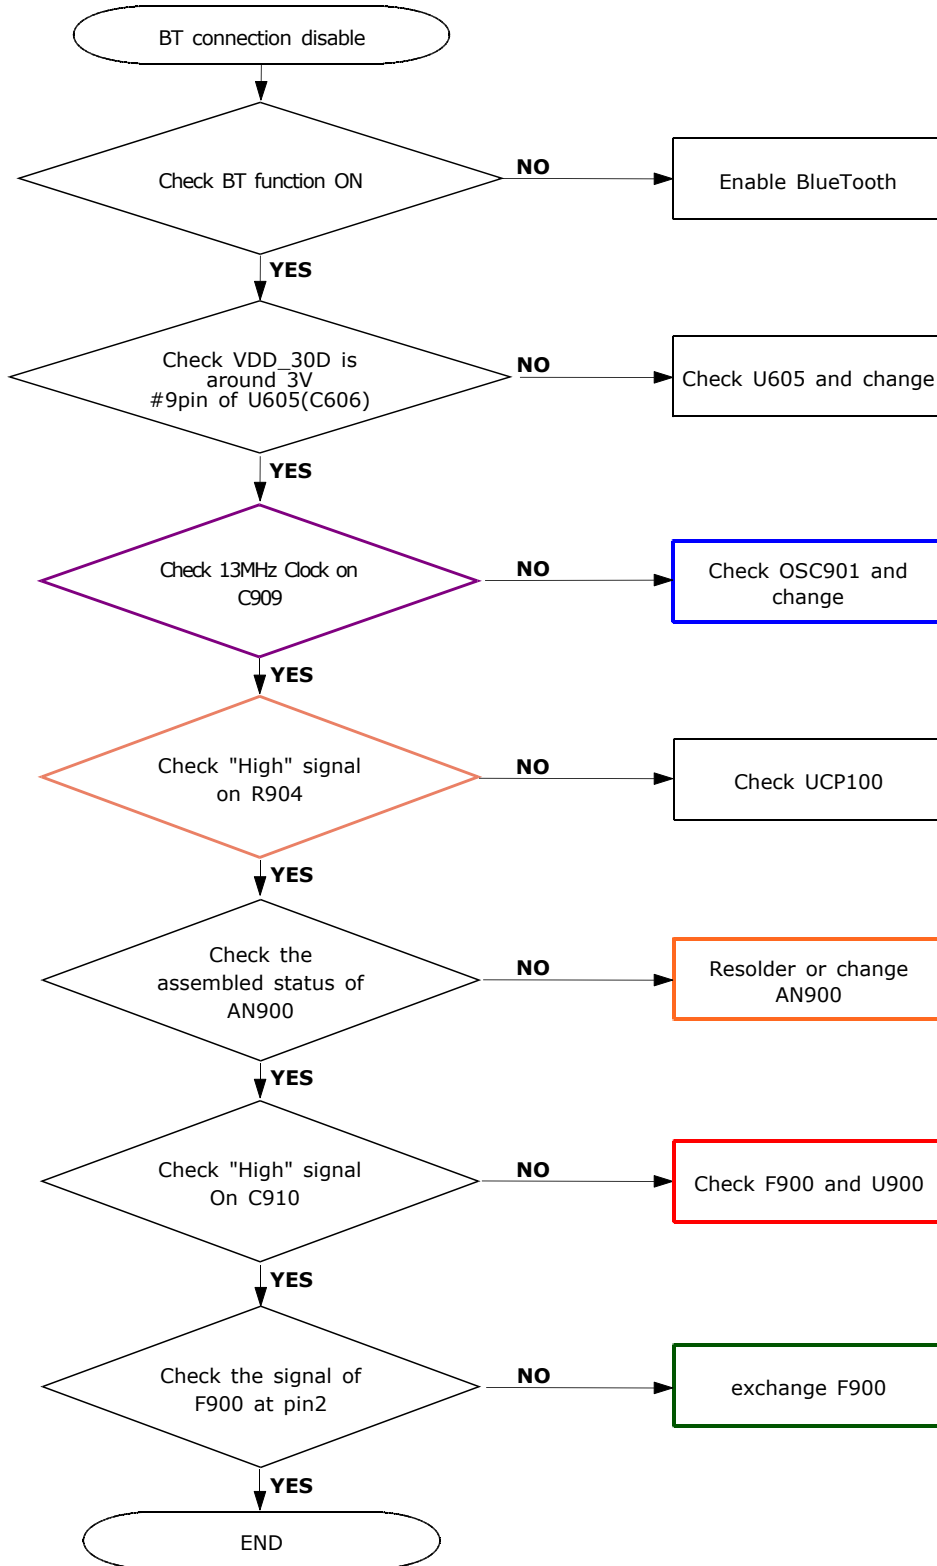 BT connection disable
Check BT function ON
NO
Enable BlueTooth
YES
Check VDD_30D is
around 3V
#9pin of U605(C606)
NO
Check U605 and change
YES
Check 13MHz Clock on
C909
NO
Check OSC901 and
change
YES
Check "High" signal
on R904
NO
Check UCP100
YES
Check the
assembled status of
AN900
NO
Resolder or change
AN900
YES
Check "High" signal
On C910
NO
Check F900 and U900
YES
Check the signal of
F900 at pin2
NO
exchange F900
YES
END